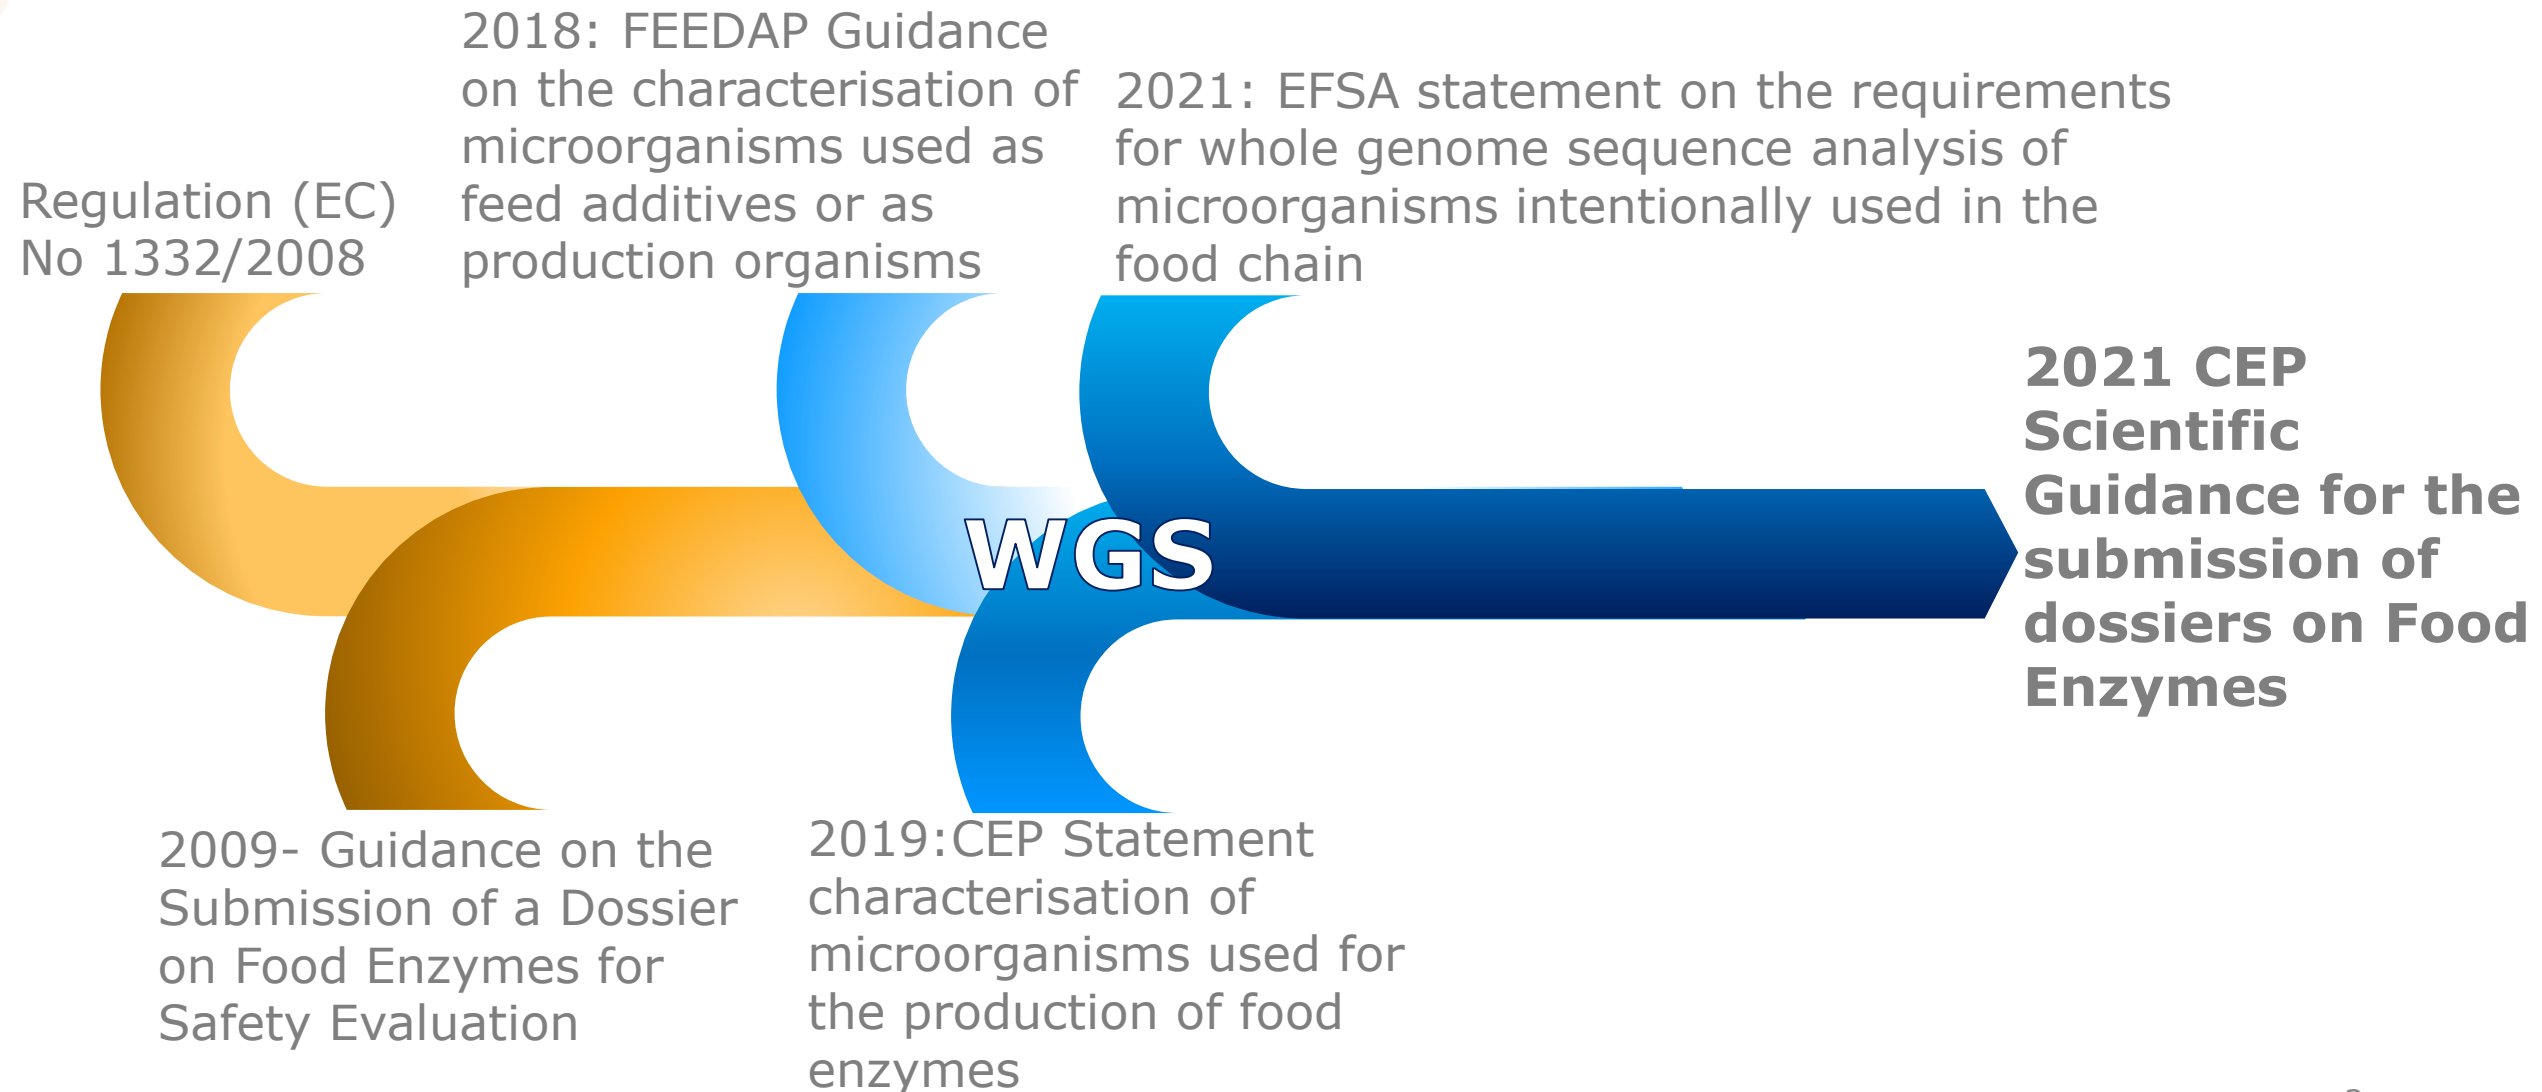 Regulation (EC)
No 1332/2008
2018: FEEDAP Guidance
on the characterisation of
microorganisms used as
feed additives or as
production organisms
2021: EFSA statement on the requirements
for whole genome sequence analysis of
microorganisms intentionally used in the
food chain
WGS
2021 CEP
Scientific
Guidance for the
submission of
dossiers on Food
Enzymes
2009- Guidance on the
Submission of a Dossier
on Food Enzymes for
Safety Evaluation
2019:CEP Statement
characterisation of
microorganisms used for
the production of food
enzymes